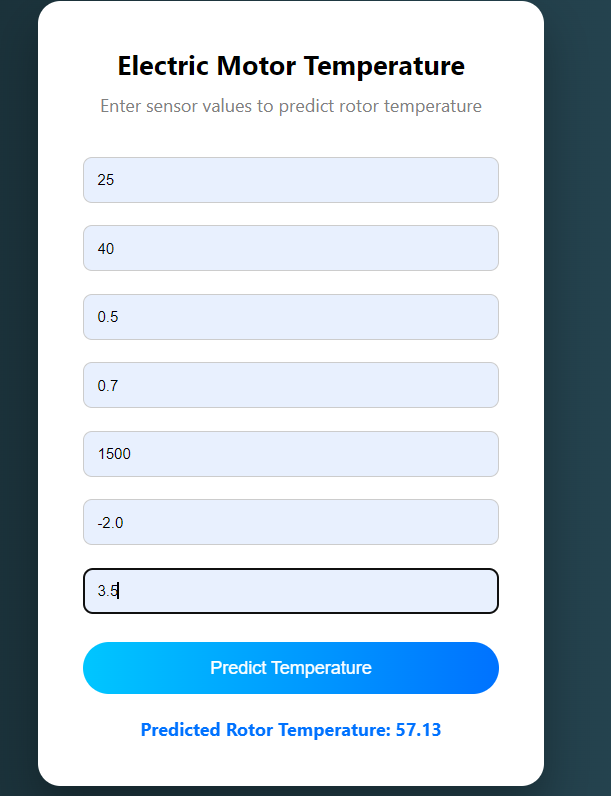 Electric Motor Temperature
Enter sensor values to predict rotor temperature
25
40
0.5
0.7
1500
-2.0
3.5
Predict Temperature
Predicted Rotor Temperature: 57.13